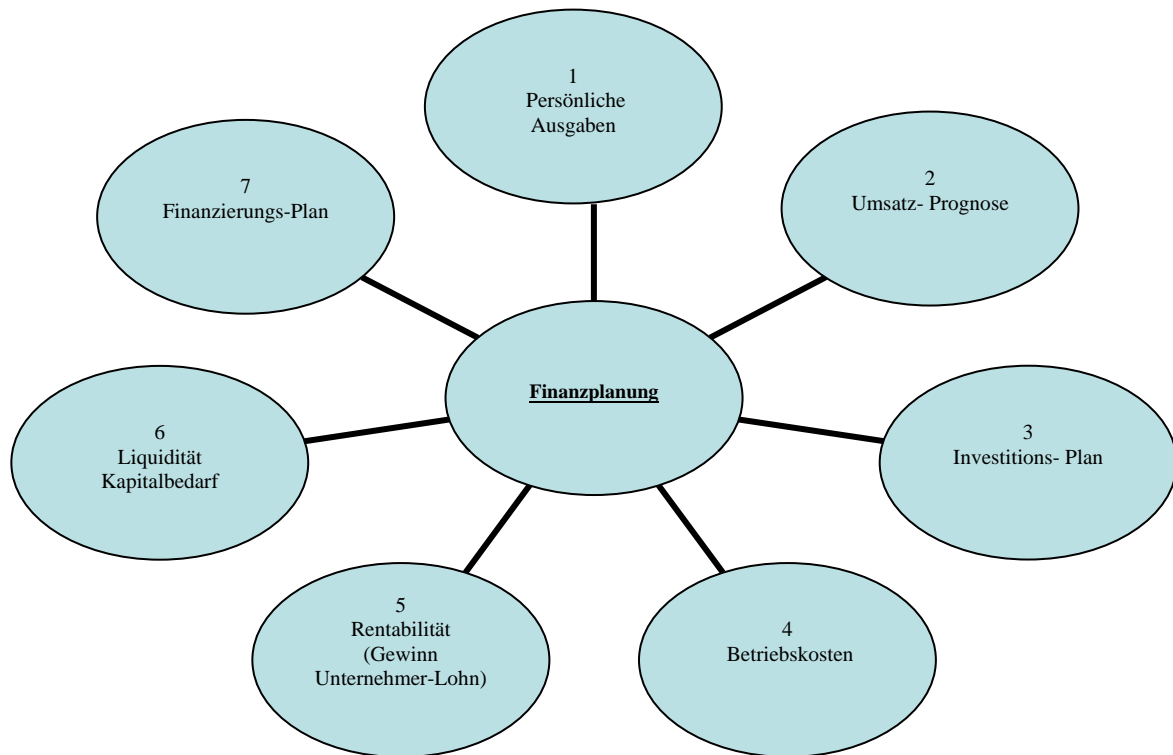 1
Persönliche
Ausgaben
2
Umsatz- Prognose
3
Investitions- Plan
4
Betriebskosten
5
Rentabilität
(Gewinn
Unternehmer-Lohn)
6
Liquidität
Kapitalbedarf
7
Finanzierungs-Plan
Finanzplanung